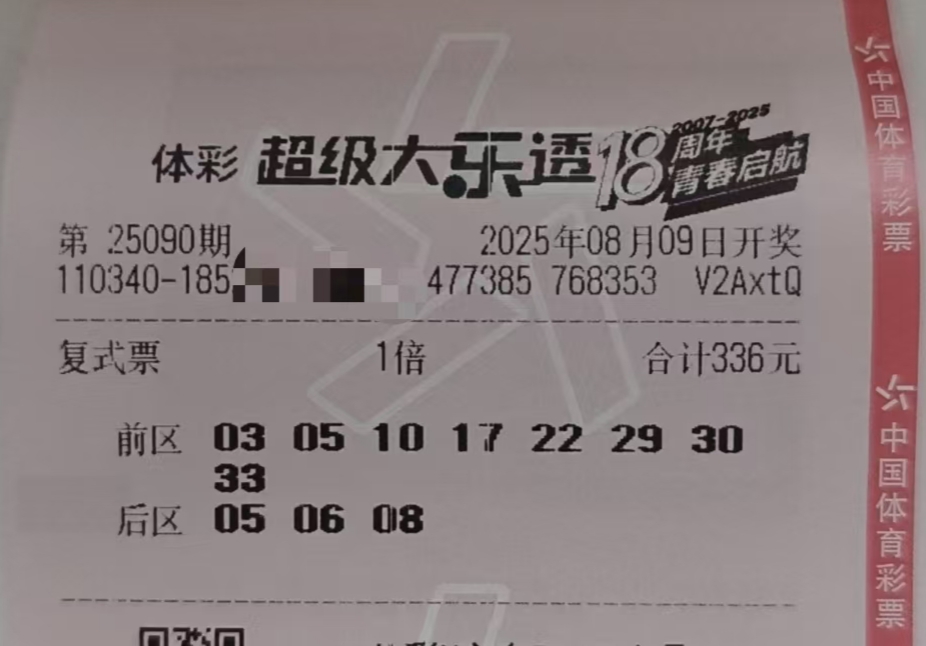 体彩 超级大乐透 18周年 2007-2025 青春启航
第 25090期 2025年08月09日开奖
110340-185 477385 768353 V2AxtQ
复式票 1倍 合计336元
前区 03 05 10 17 22 29 30
33
后区 05 06 08
中国体育彩票
中国体育彩票